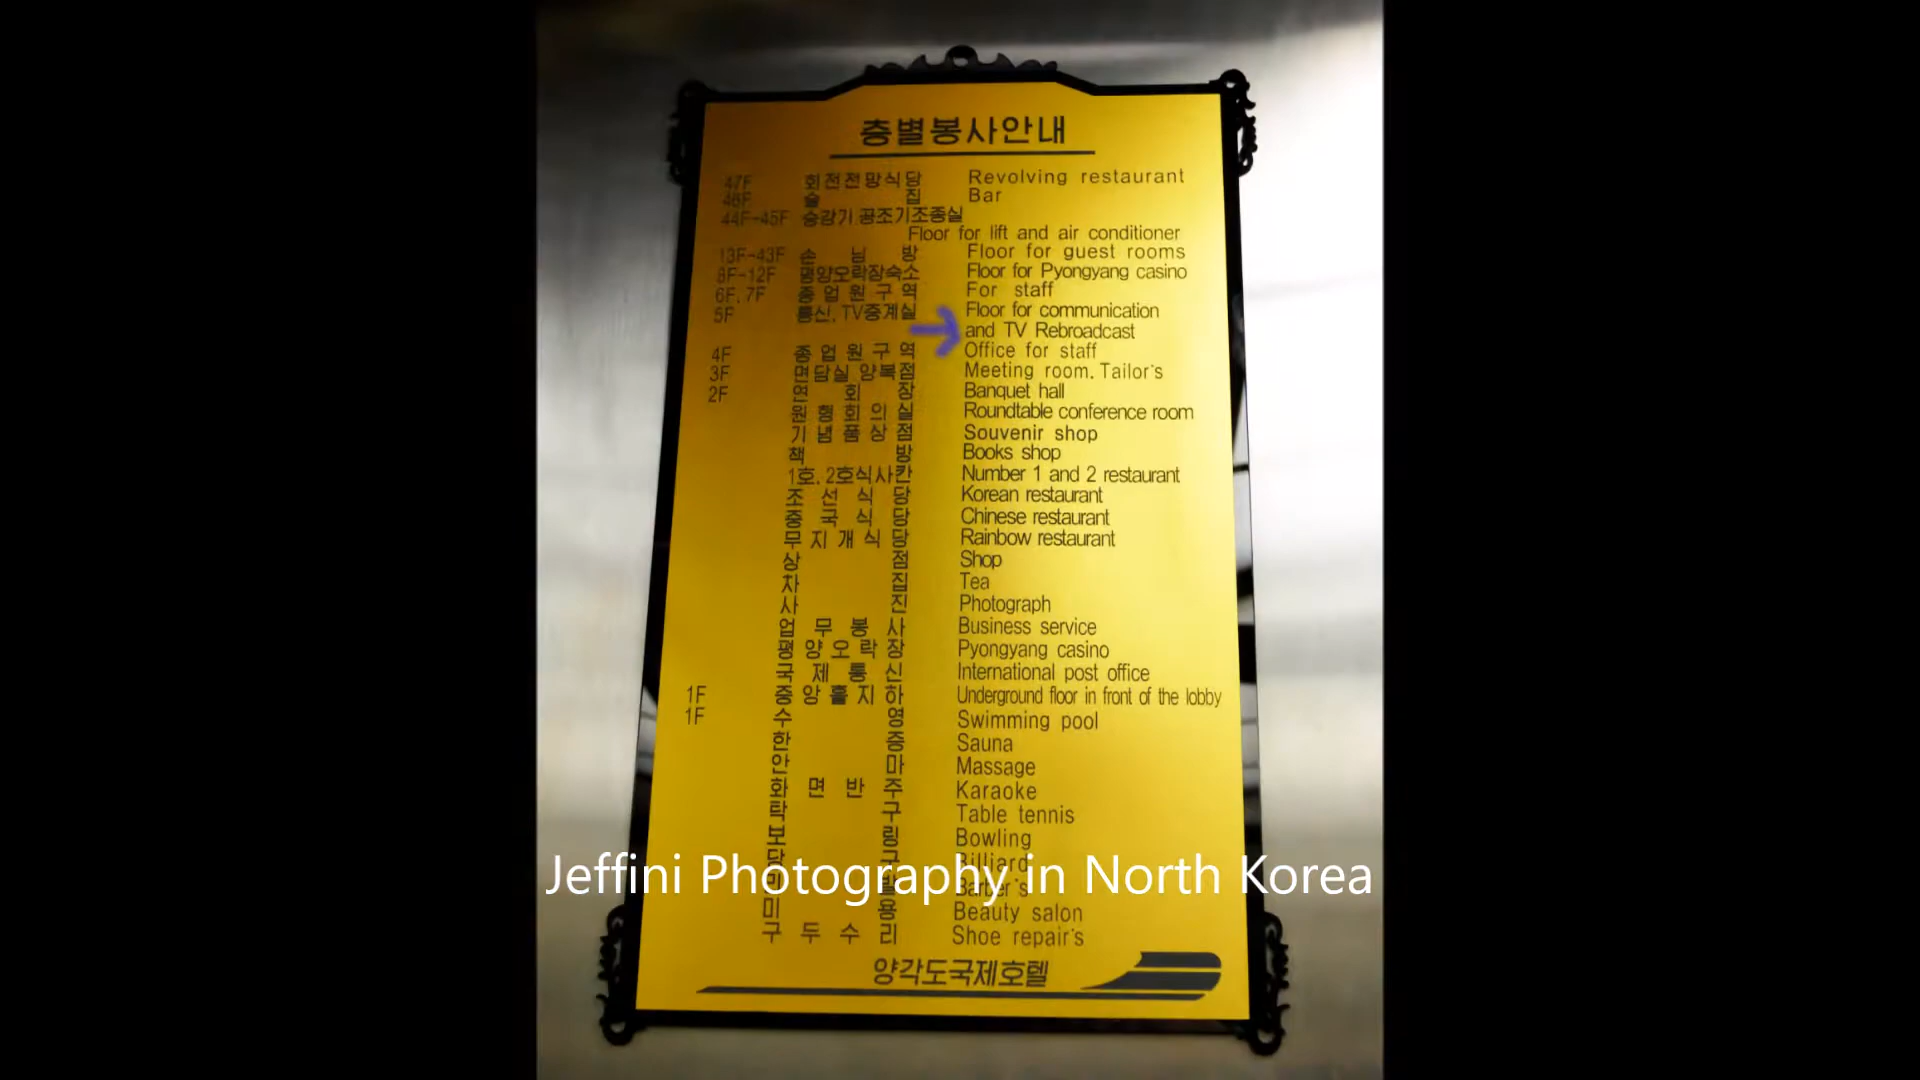 층별봉사안내
47F 회전전망식당 Revolving restaurant
46F 술집 Bar
44F-45F 승강기.공조기조종실
Floor for lift and air conditioner
13F-43F 손님방 Floor for guest rooms
8F-12F 평양오락장숙소 Floor for Pyongyang casino
6F.7F 종업원구역 For staff
5F 통신.TV중계실 Floor for communication
and TV Rebroadcast
4F 종업원구역 Office for staff
3F 면담실.양복점 Meeting room. Tailor's
2F 연회장 Banquet hall
원형회의실 Roundtable conference room
기념품상점 Souvenir shop
책방 Books shop
1호.2호식사칸 Number 1 and 2 restaurant
조선식당 Korean restaurant
중국식당 Chinese restaurant
무지개식당 Rainbow restaurant
상점 Shop
차집 Tea
사진 Photograph
업무봉사 Business service
평양오락장 Pyongyang casino
국제통신 International post office
1F 중앙홀지하 Underground floor in front of the lobby
1F 수영 Swimming pool
한증 Sauna
안마 Massage
화면반주 Karaoke
탁구 Table tennis
보링 Bowling
당구 Billiard
Jeffini Photography in North Korea
리발 Barber's
미용 Beauty salon
구두수리 Shoe repair's
양각도국제호텔